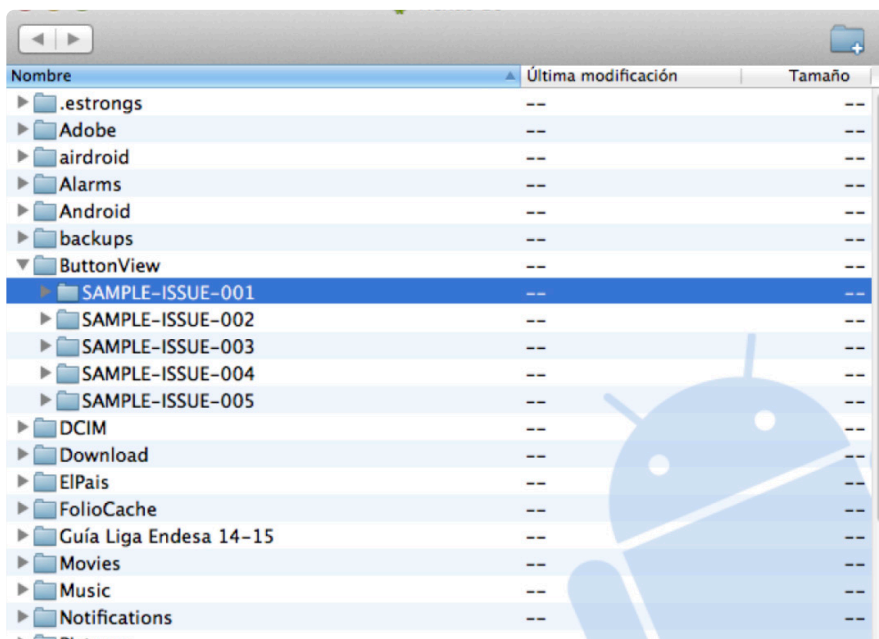 Nombre Última modificación Tamaño
.estrongs -- --
Adobe -- --
airdroid -- --
Alarms -- --
Android -- --
backups -- --
ButtonView -- --
SAMPLE-ISSUE-001 -- --
SAMPLE-ISSUE-002 -- --
SAMPLE-ISSUE-003 -- --
SAMPLE-ISSUE-004 -- --
SAMPLE-ISSUE-005 -- --
DCIM -- --
Download -- --
ElPais -- --
FolioCache -- --
Guía Liga Endesa 14-15 -- --
Movies -- --
Music -- --
Notifications -- --